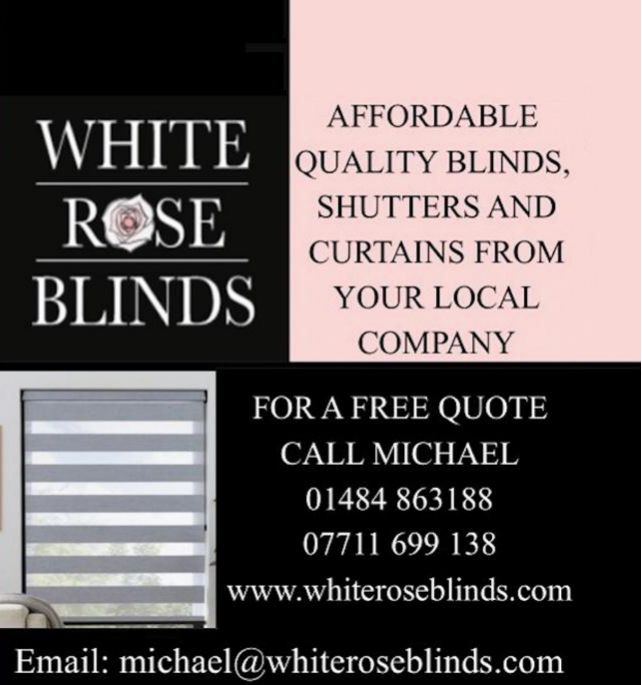 WHITE
ROSE
BLINDS
AFFORDABLE
QUALITY BLINDS,
SHUTTERS AND
CURTAINS FROM
YOUR LOCAL
COMPANY
FOR A FREE QUOTE
CALL MICHAEL
01484 863188
07711 699 138
www.whiteroseblinds.com
Email: michael@whiteroseblinds.com